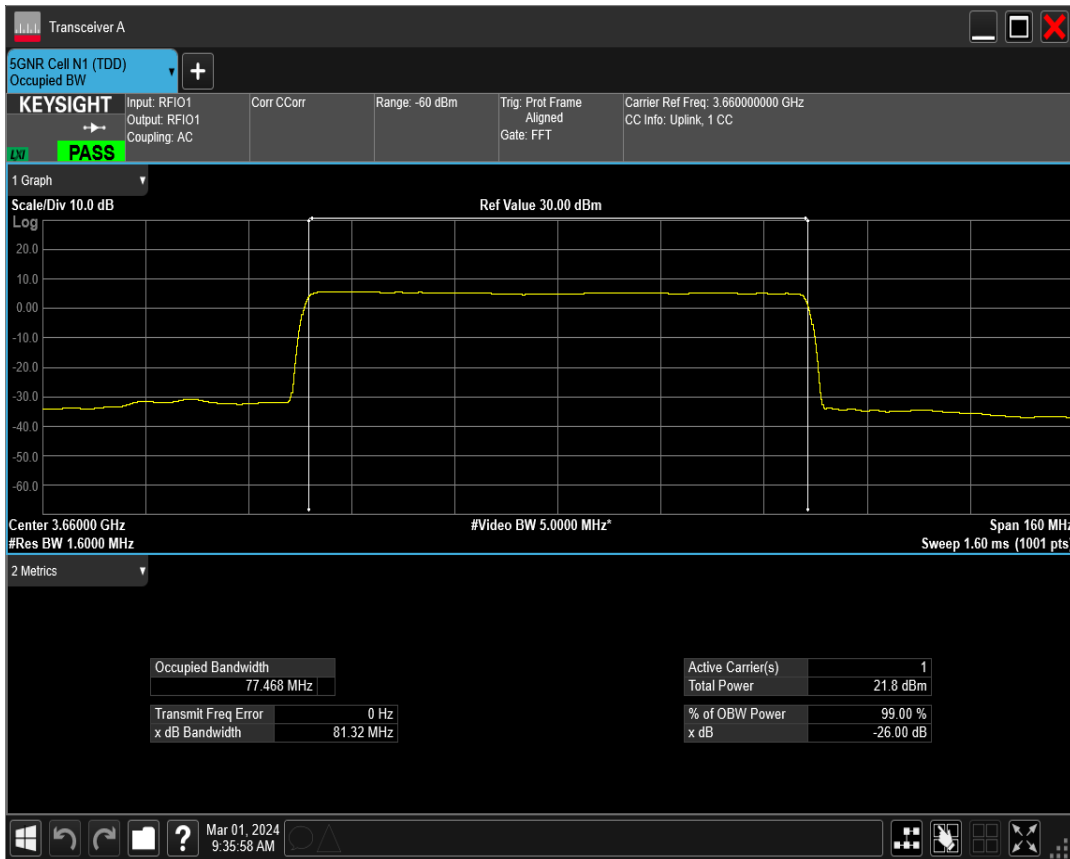 Transceiver A
5GNR Cell N1 (TDD)
Occupied BW
+
KEYSIGHT
LXI
PASS
Input: RFIO1
Output: RFIO1
Coupling: AC
Corr CCorr
Range: -60 dBm
Trig: Prot Frame
Aligned
Gate: FFT
Carrier Ref Freq: 3.660000000 GHz
CC Info: Uplink, 1 CC
1 Graph
Scale/Div 10.0 dB
Ref Value 30.00 dBm
Log
20.0
10.0
0.00
-10.0
-20.0
-30.0
-40.0
-50.0
-60.0
Center 3.66000 GHz
#Video BW 5.0000 MHz*
Span 160 MHz
#Res BW 1.6000 MHz
Sweep 1.60 ms (1001 pts)
2 Metrics
Occupied Bandwidth
77.468 MHz
Transmit Freq Error 0 Hz
x dB Bandwidth 81.32 MHz
Active Carrier(s) 1
Total Power 21.8 dBm
% of OBW Power 99.00 %
x dB -26.00 dB
?
Mar 01, 2024
9:35:58 AM